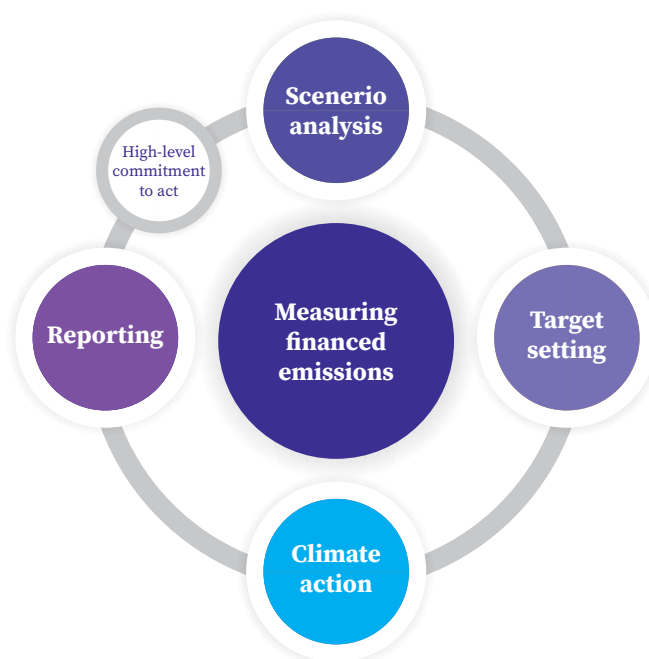 Scenerio
analysis
High-level
commitment
to act
Reporting
Measuring
financed
emissions
Target
setting
Climate
action